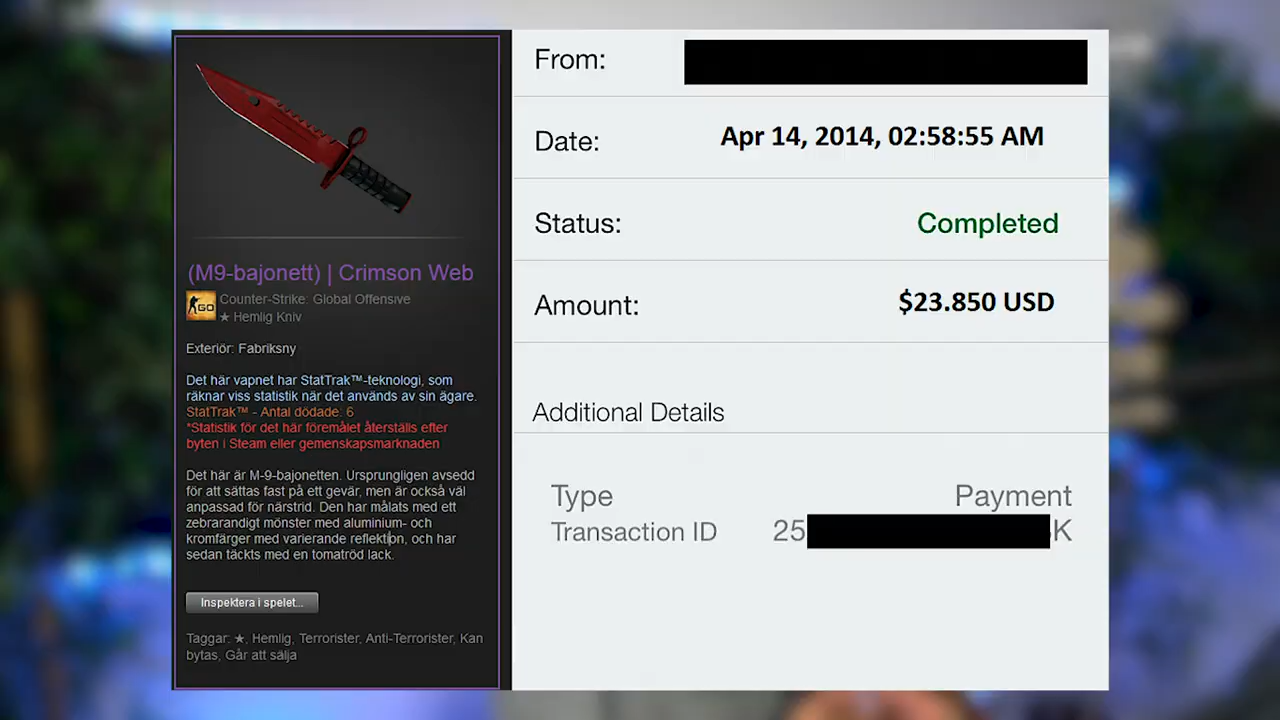 (M9-bajonett) | Crimson Web
GO
Counter-Strike: Global Offensive
★ Hemlig Kniv
Exteriör: Fabriksny
Det här vapnet har StatTrak™-teknologi, som
räknar viss statistik när det används av sin ägare.
StatTrak™ - Antal dödade: 6
*Statistik för det här föremålet återställs efter
byten i Steam eller gemenskapsmarknaden
Det här är M-9-bajonetten. Ursprungligen avsedd
för att sättas fast på ett gevär, men är också väl
anpassad för närstrid. Den har målats med ett
zebrarandigt mönster med aluminium- och
kromfärger med varierande reflektion, och har
sedan täckts med en tomatröd lack.
Inspektera i spelet...
Taggar: ★, Hemlig, Terrorister, Anti-Terrorister, Kan
bytas, Går att sälja
From:
Date: Apr 14, 2014, 02:58:55 AM
Status: Completed
Amount: $23.850 USD
Additional Details
Type Payment
Transaction ID 25 K